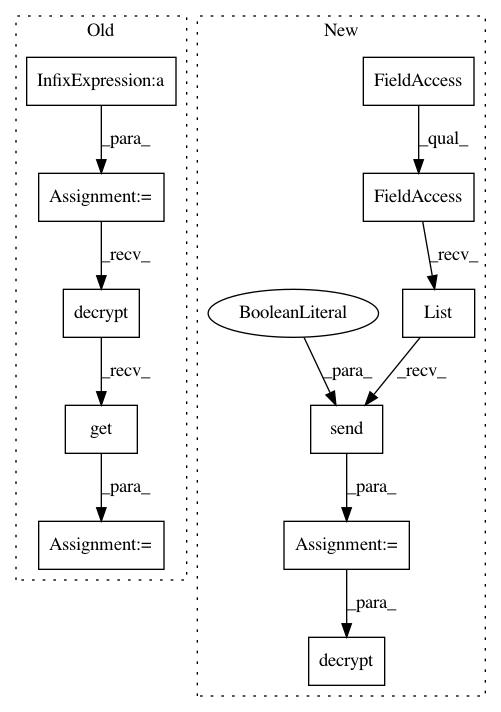 Old
New
InfixExpression:a
FieldAccess
_para_
_qual_
Assignment:=
FieldAccess
_recv_
_recv_
decrypt
BooleanLiteral
List
_recv_
_para_
_recv_
get
send
_para_
_para_
Assignment:=
Assignment:=
_para_
decrypt